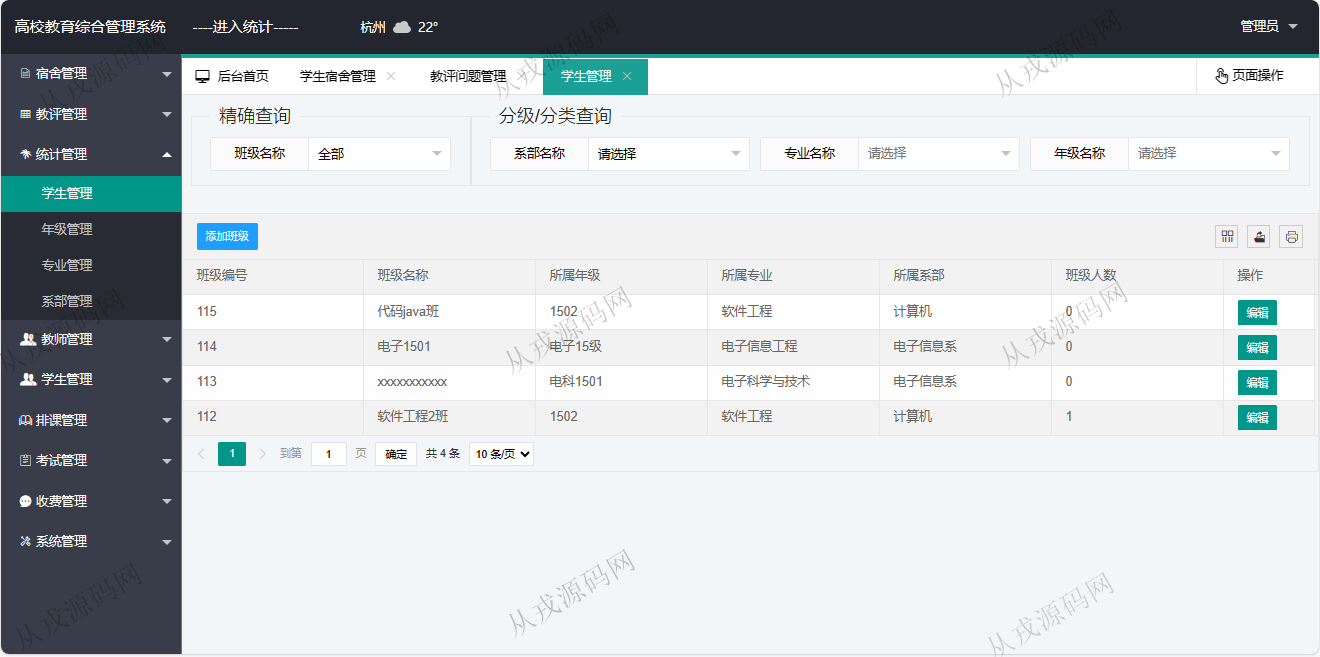 高校教育综合管理系统 ----进入统计----- 杭州 22° 管理员
宿舍管理
教评管理
统计管理
学生管理
年级管理
专业管理
系部管理
教师管理
学生管理
排课管理
考试管理
收费管理
系统管理
后台首页 学生宿舍管理 教评问题管理 学生管理 页面操作
精确查询 分级/分类查询
班级名称 全部 系部名称 请选择 专业名称 请选择 年级名称 请选择
添加班级
班级编号 班级名称 所属年级 所属专业 所属系部 班级人数 操作
115 代码java班 1502 软件工程 计算机 0 编辑
114 电子1501 电子15级 电子信息工程 电子信息系 0 编辑
113 xxxxxxxxxxx 电科1501 电子科学与技术 电子信息系 0 编辑
112 软件工程2班 1502 软件工程 计算机 1 编辑
1 到第 1 页 确定 共 4 条 10 条/页
从戎源码网
从戎源码网
从戎源码网
从戎源码网
从戎源码网
从戎源码网
从戎源码网
从戎源码网
从戎源码网